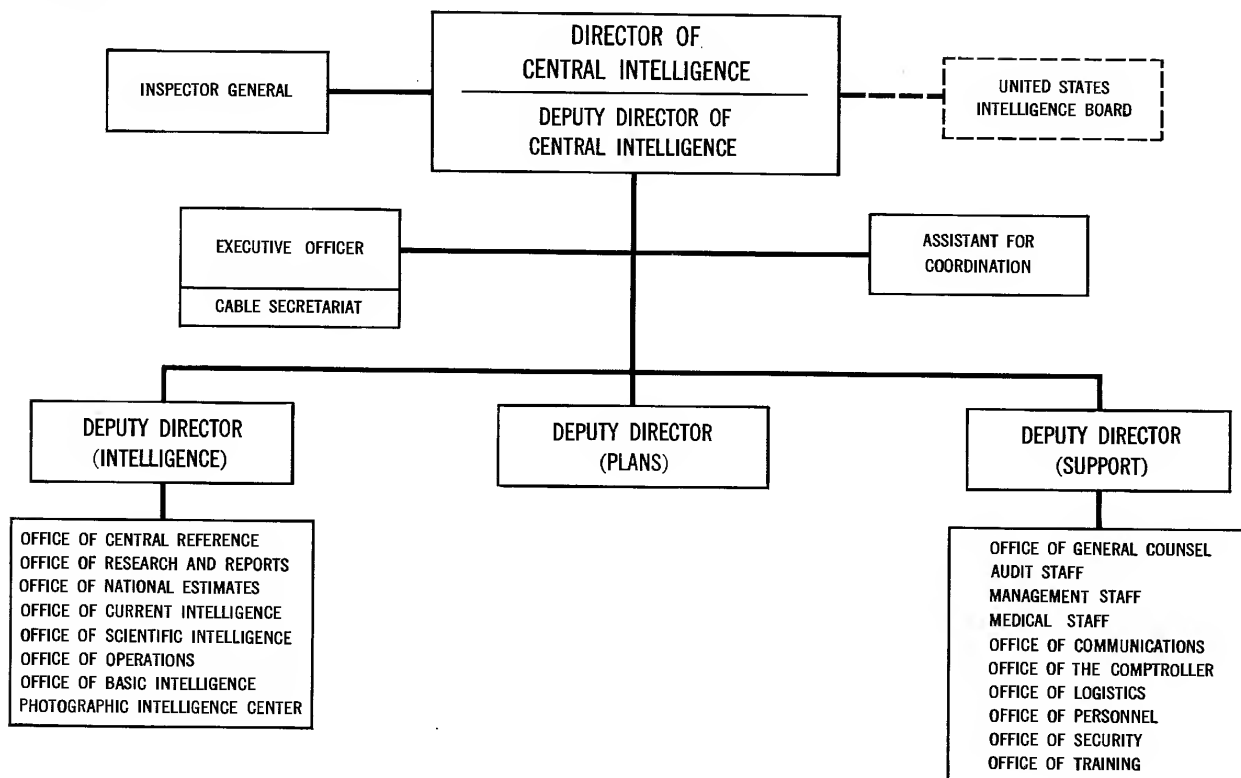 DIRECTOR OF
CENTRAL INTELLIGENCE
DEPUTY DIRECTOR OF
CENTRAL INTELLIGENCE
INSPECTOR GENERAL
UNITED STATES
INTELLIGENCE BOARD
EXECUTIVE OFFICER
CABLE SECRETARIAT
ASSISTANT FOR
COORDINATION
DEPUTY DIRECTOR
(INTELLIGENCE)
DEPUTY DIRECTOR
(PLANS)
DEPUTY DIRECTOR
(SUPPORT)
OFFICE OF CENTRAL REFERENCE
OFFICE OF RESEARCH AND REPORTS
OFFICE OF NATIONAL ESTIMATES
OFFICE OF CURRENT INTELLIGENCE
OFFICE OF SCIENTIFIC INTELLIGENCE
OFFICE OF OPERATIONS
OFFICE OF BASIC INTELLIGENCE
PHOTOGRAPHIC INTELLIGENCE CENTER
OFFICE OF GENERAL COUNSEL
AUDIT STAFF
MANAGEMENT STAFF
MEDICAL STAFF
OFFICE OF COMMUNICATIONS
OFFICE OF THE COMPTROLLER
OFFICE OF LOGISTICS
OFFICE OF PERSONNEL
OFFICE OF SECURITY
OFFICE OF TRAINING